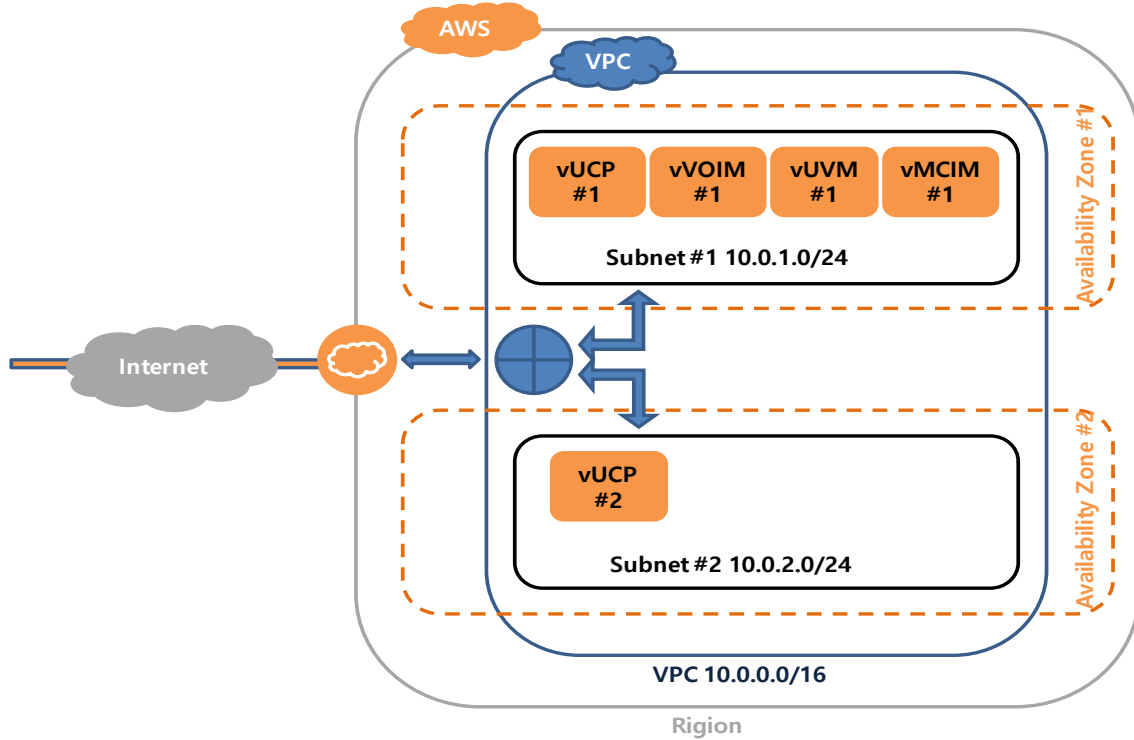 AWS
VPC
Availability Zone #1
vUCP
#1
vVOIM
#1
vUVM
#1
vMCIM
#1
Subnet #1 10.0.1.0/24
Internet
Availability Zone #2
vUCP
#2
Subnet #2 10.0.2.0/24
VPC 10.0.0.0/16
Rigion